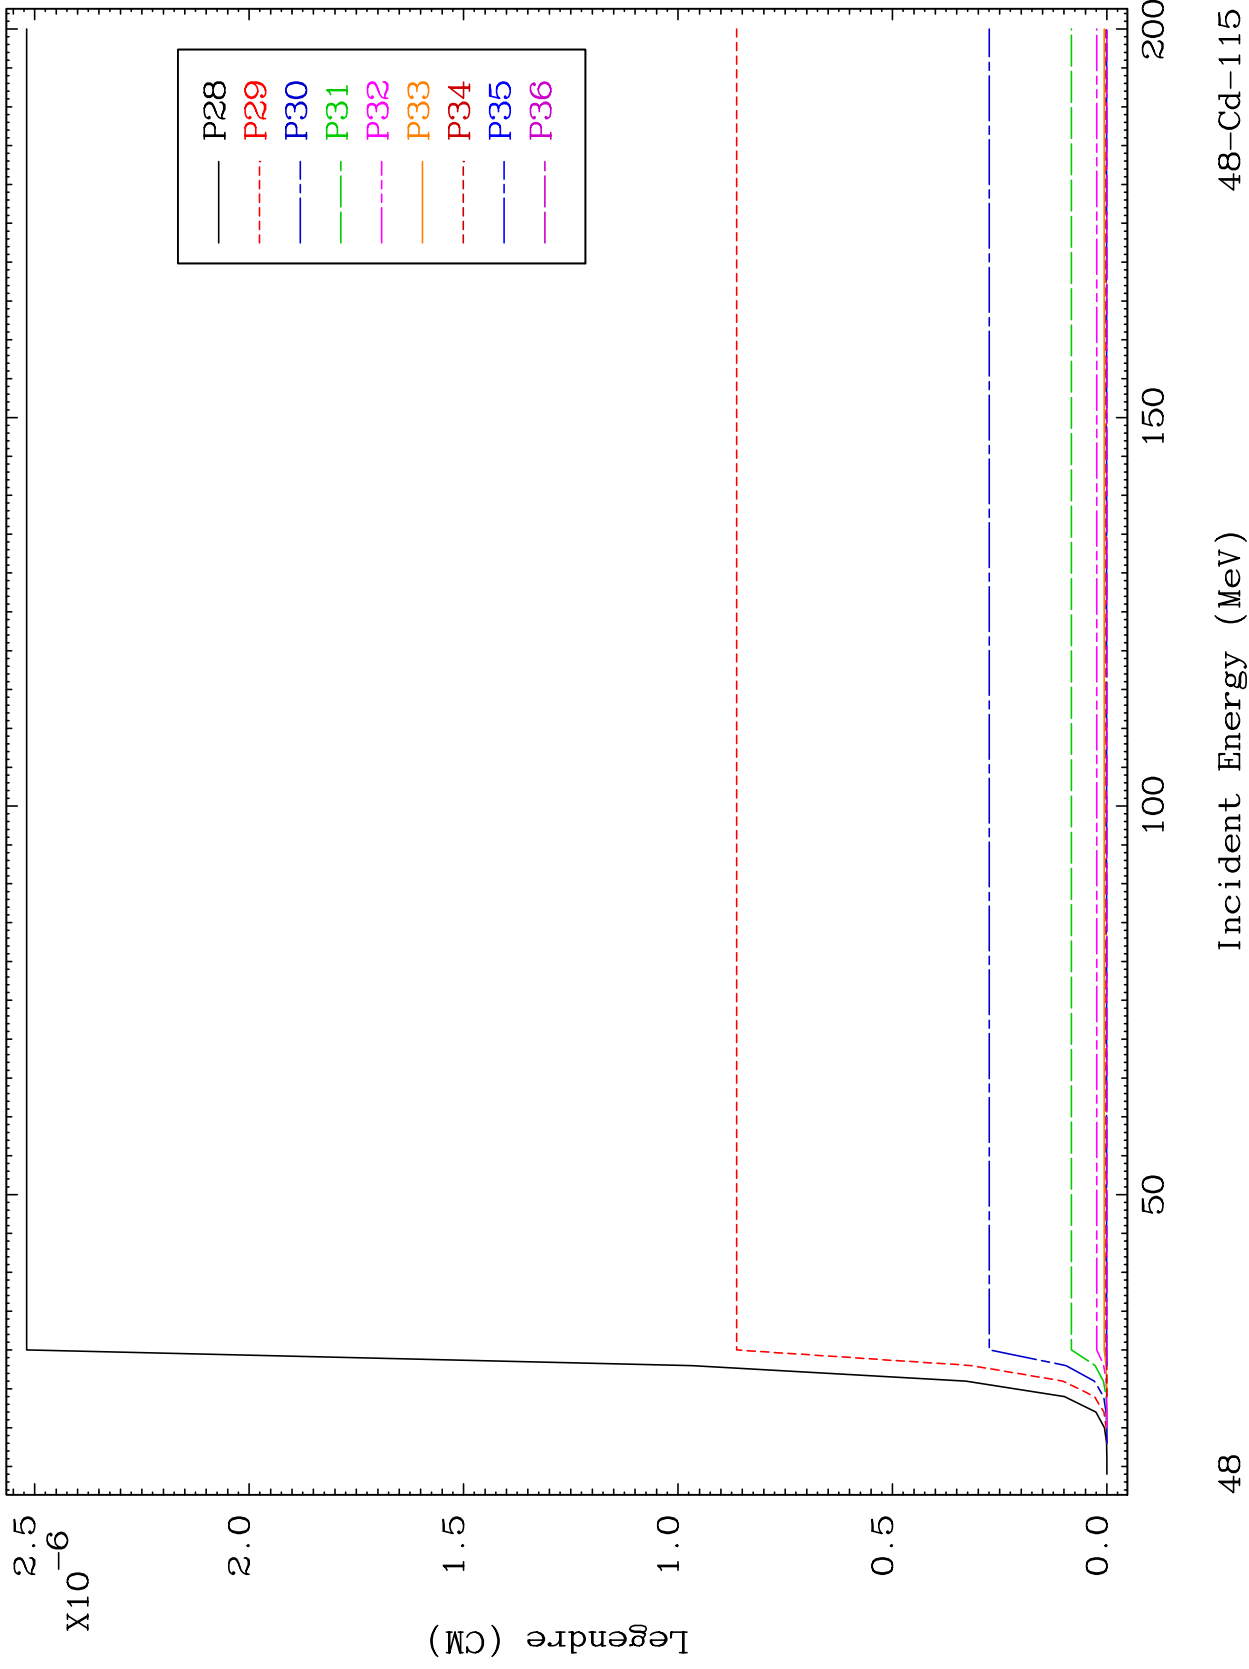 2.5
X10-6
2.0
1.5
1.0
0.5
0.0
Legendre (CM)
P28
P29
P30
P31
P32
P33
P34
P35
P36
50
100
150
200
Incident Energy (MeV)
48
48-Cd-115